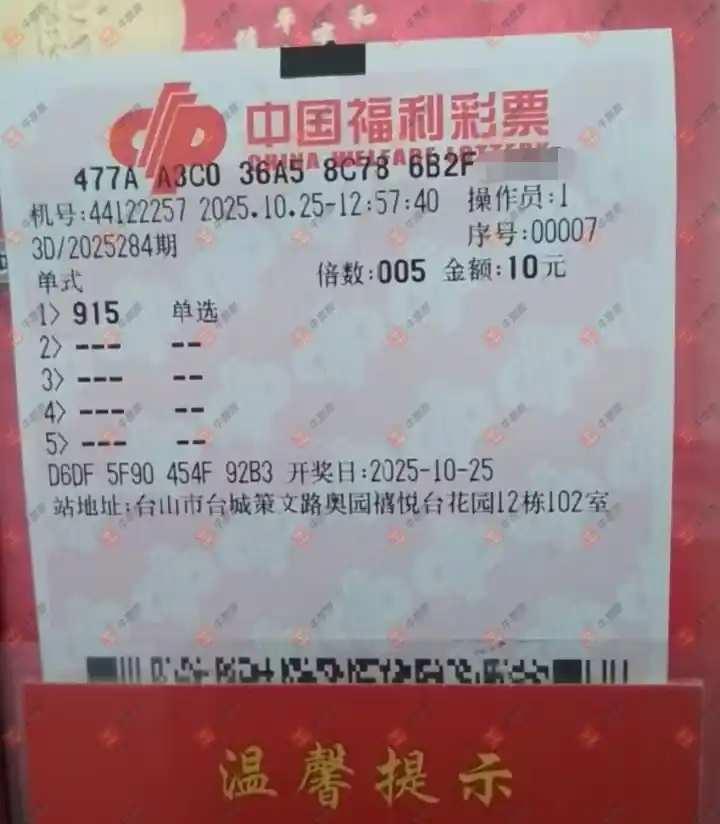 中国福利彩票
CHINA WELFARE LOTTERY
477A A3C0 36A5 8C78 6B2F
机号:44122257 2025.10.25-12:57:40 操作员:1
3D/2025284期 序号:00007
单式 倍数:005 金额:10元
1> 915 单选
2> --- --
3> --- --
4> --- --
5> --- --
D6DF 5F90 454F 92B3 开奖日:2025-10-25
站地址:台山市台城策文路奥园禧悦台花园12栋102室
温馨提示